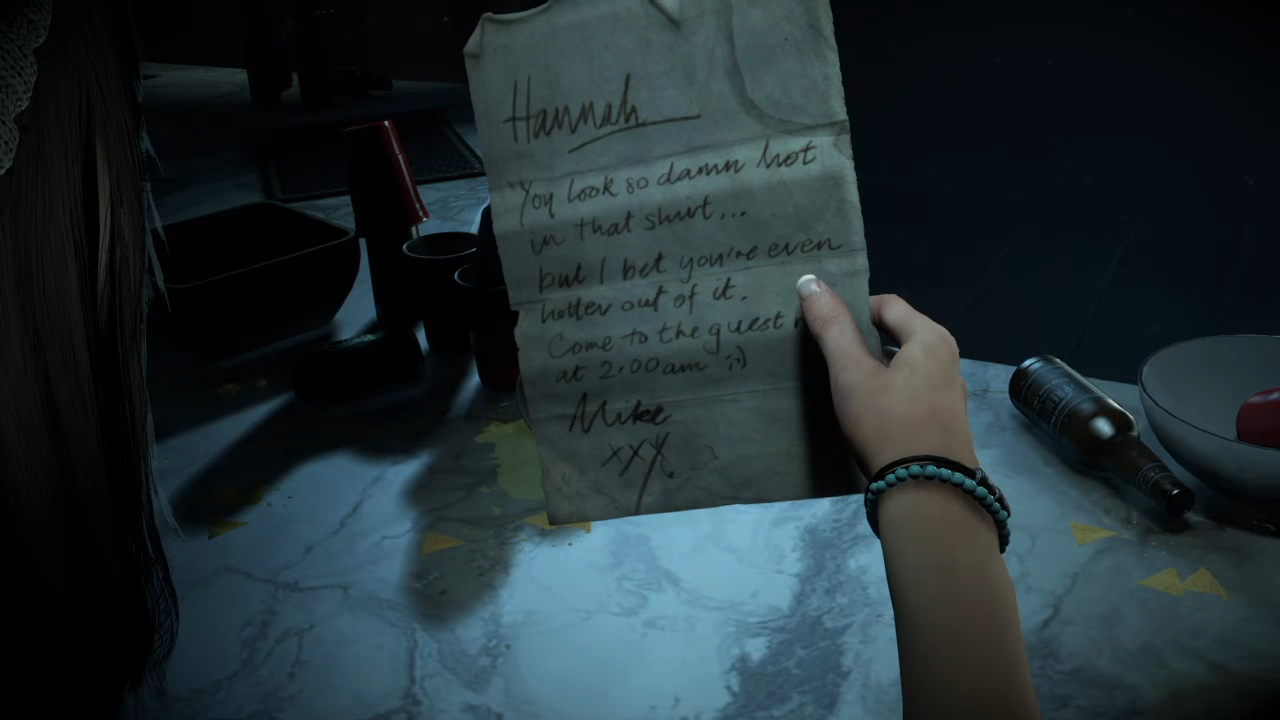 Hannah
"You look so damn hot
in that shirt...
but I bet you're even
hotter out of it.
Come to the guest
at 2.00am ;)
Mike
xxx